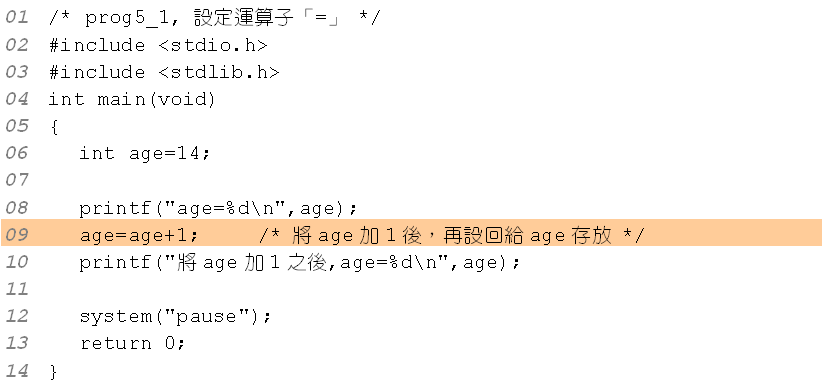 01 /* prog5_1, 設定運算子「=」 */
02 #include <stdio.h>
03 #include <stdlib.h>
04 int main(void)
05 {
06 int age=14;
07
08 printf("age=%d\n",age);
09 age=age+1; /* 將 age 加 1 後，再設回給 age 存放 */
10 printf("將 age 加 1 之後,age=%d\n",age);
11
12 system("pause");
13 return 0;
14 }